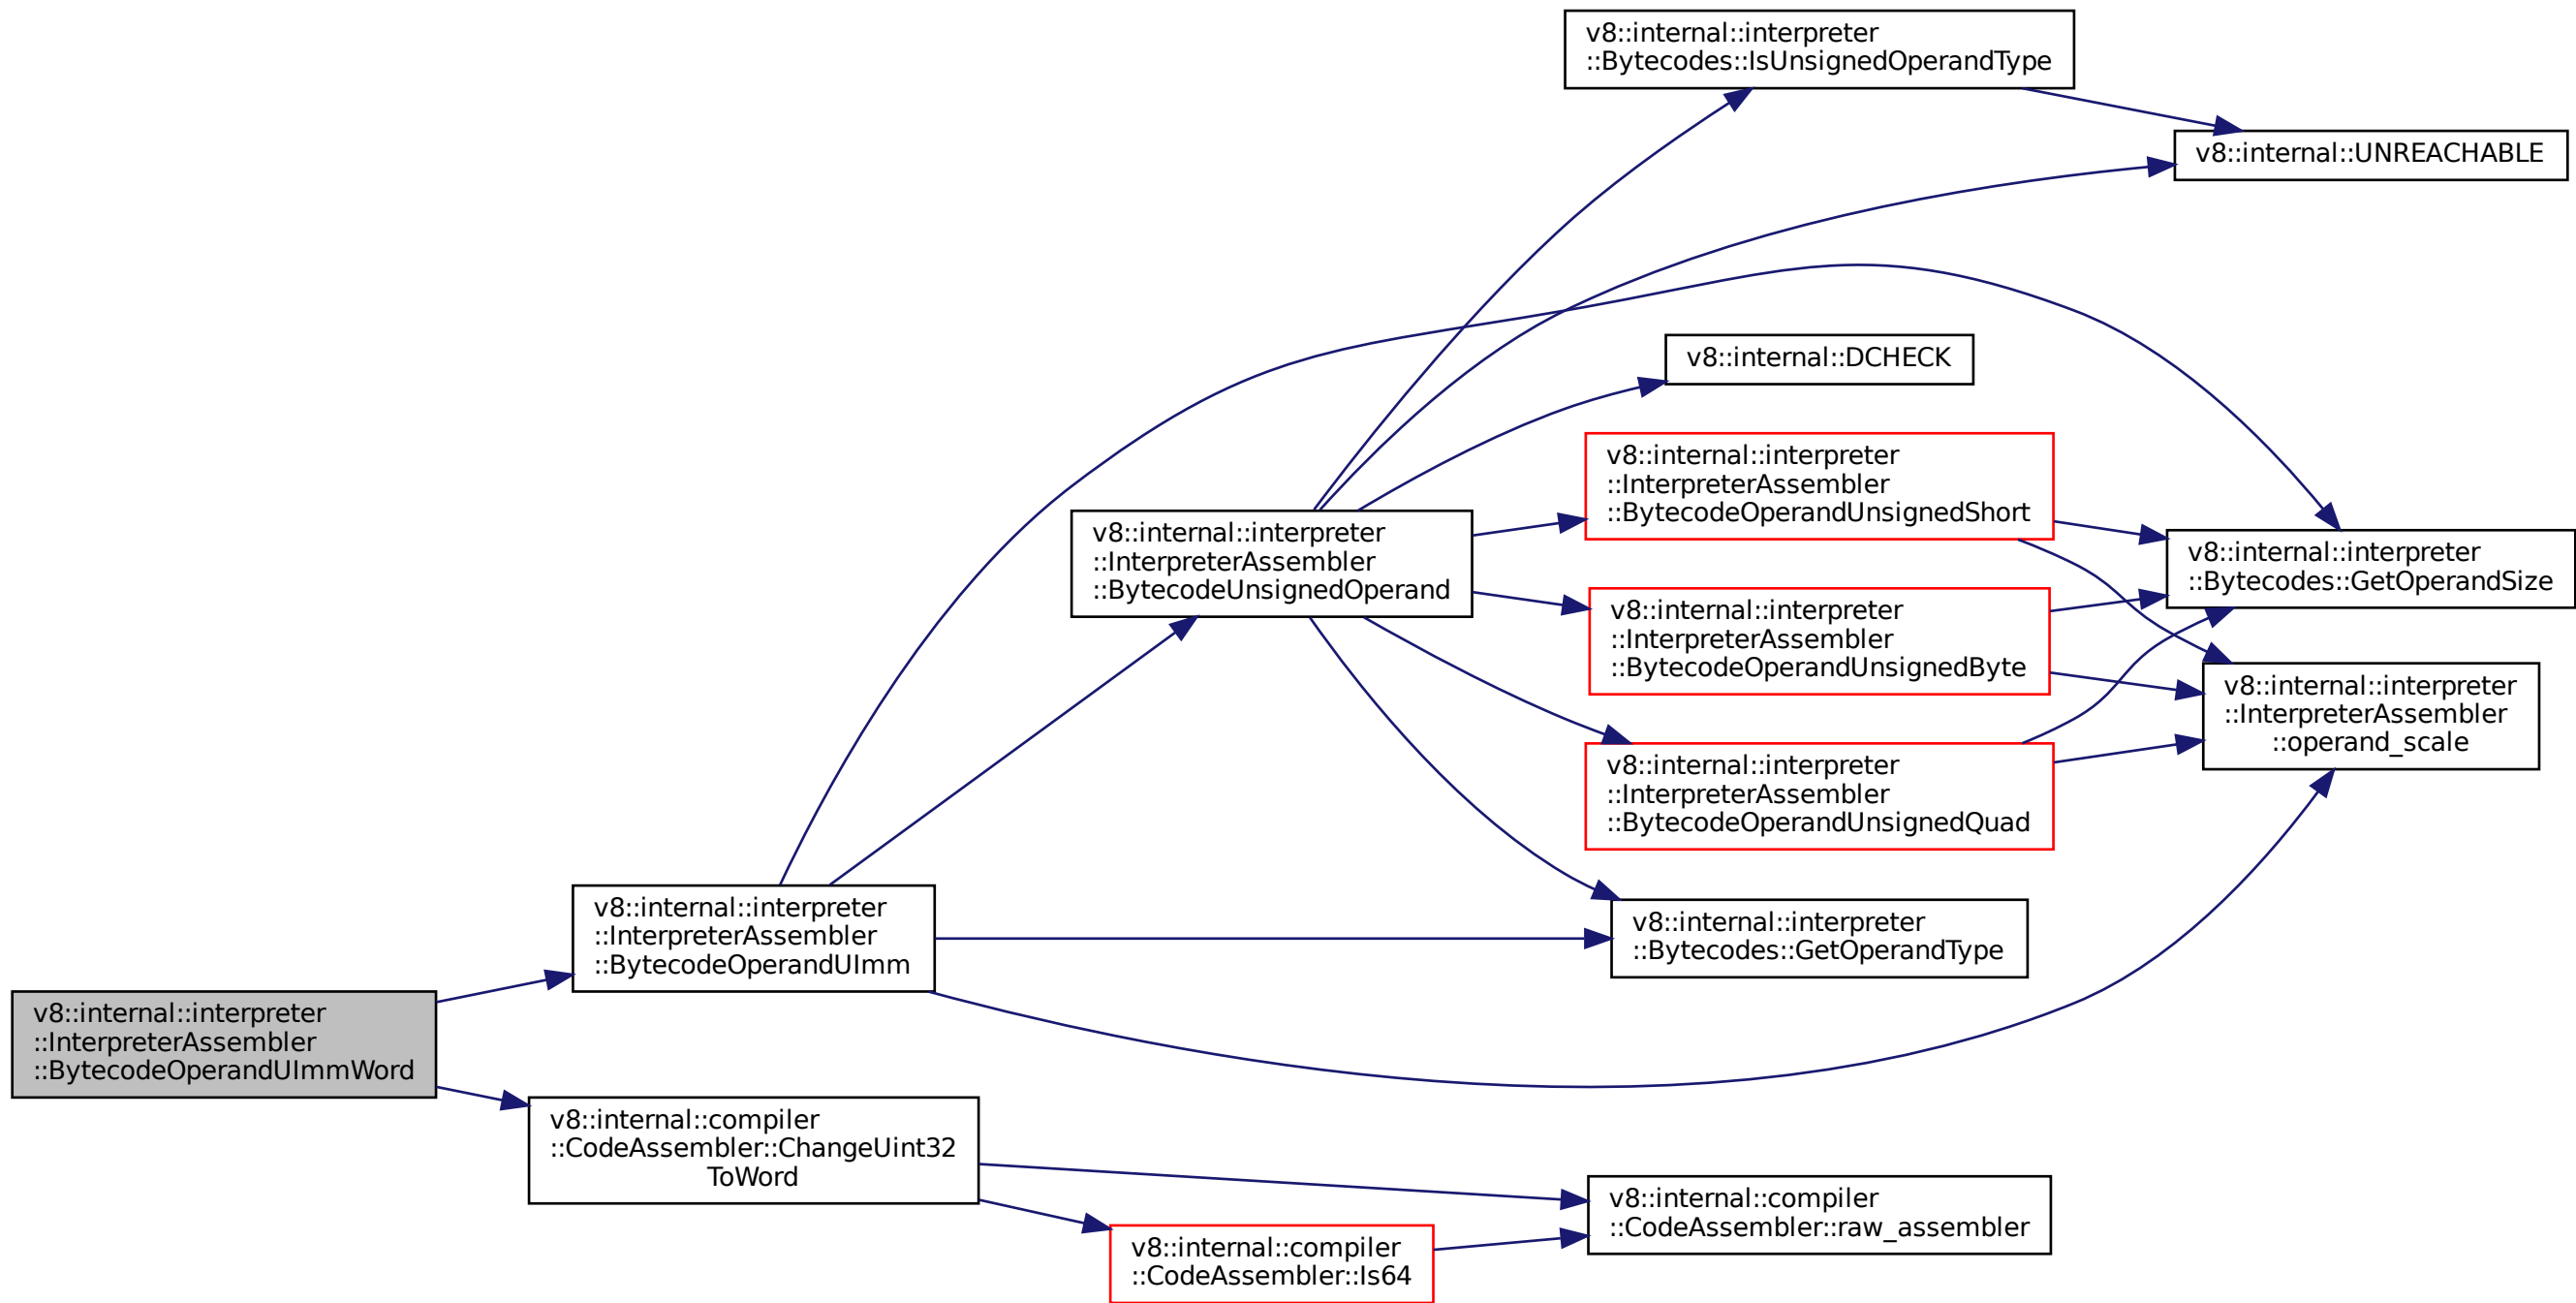 v8::internal::interpreter
::InterpreterAssembler
::BytecodeOperandUImmWord
v8::internal::interpreter
::InterpreterAssembler
::BytecodeOperandUImm
v8::internal::compiler
::CodeAssembler::ChangeUint32
ToWord
v8::internal::interpreter
::InterpreterAssembler
::BytecodeUnsignedOperand
v8::internal::compiler
::CodeAssembler::Is64
v8::internal::interpreter
::Bytecodes::IsUnsignedOperandType
v8::internal::DCHECK
v8::internal::interpreter
::InterpreterAssembler
::BytecodeOperandUnsignedShort
v8::internal::interpreter
::InterpreterAssembler
::BytecodeOperandUnsignedByte
v8::internal::interpreter
::InterpreterAssembler
::BytecodeOperandUnsignedQuad
v8::internal::interpreter
::Bytecodes::GetOperandType
v8::internal::compiler
::CodeAssembler::raw_assembler
v8::internal::UNREACHABLE
v8::internal::interpreter
::Bytecodes::GetOperandSize
v8::internal::interpreter
::InterpreterAssembler
::operand_scale